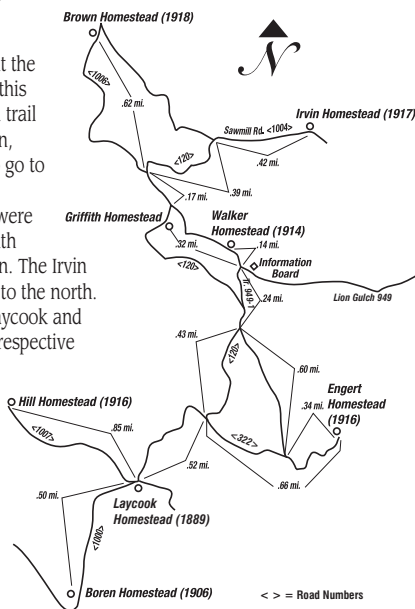 t the
this
trail
n,
go to
were
th
n. The Irvin
to the north.
aycook and
respective
Brown Homestead (1918)
N
<1006>
.62 mi.
Irvin Homestead (1917)
Sawmill Rd. <1004>
<120>
.42 mi.
.39 mi.
.17 mi.
Griffith Homestead
Walker
Homestead (1914)
.32 mi.
.14 mi.
Information
Board
<120>
Tr. 949-1
Lion Gulch 949
.24 mi.
.43 mi.
<120>
.60 mi.
Engert
Homestead
(1916)
.34 mi.
Hill Homestead (1916)
<1007>
.85 mi.
<322>
.52 mi.
.66 mi.
.50 mi.
Laycook
Homestead (1889)
<1000>
Boren Homestead (1906)
< > = Road Numbers